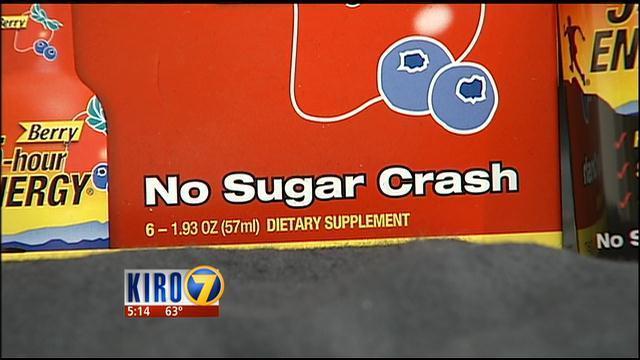 Berry
Berry
-hour
ERGY®
No Sugar Crash
6 – 1.93 OZ (57ml) DIETARY SUPPLEMENT
EN
No S
KIRO 7
5:14 63°